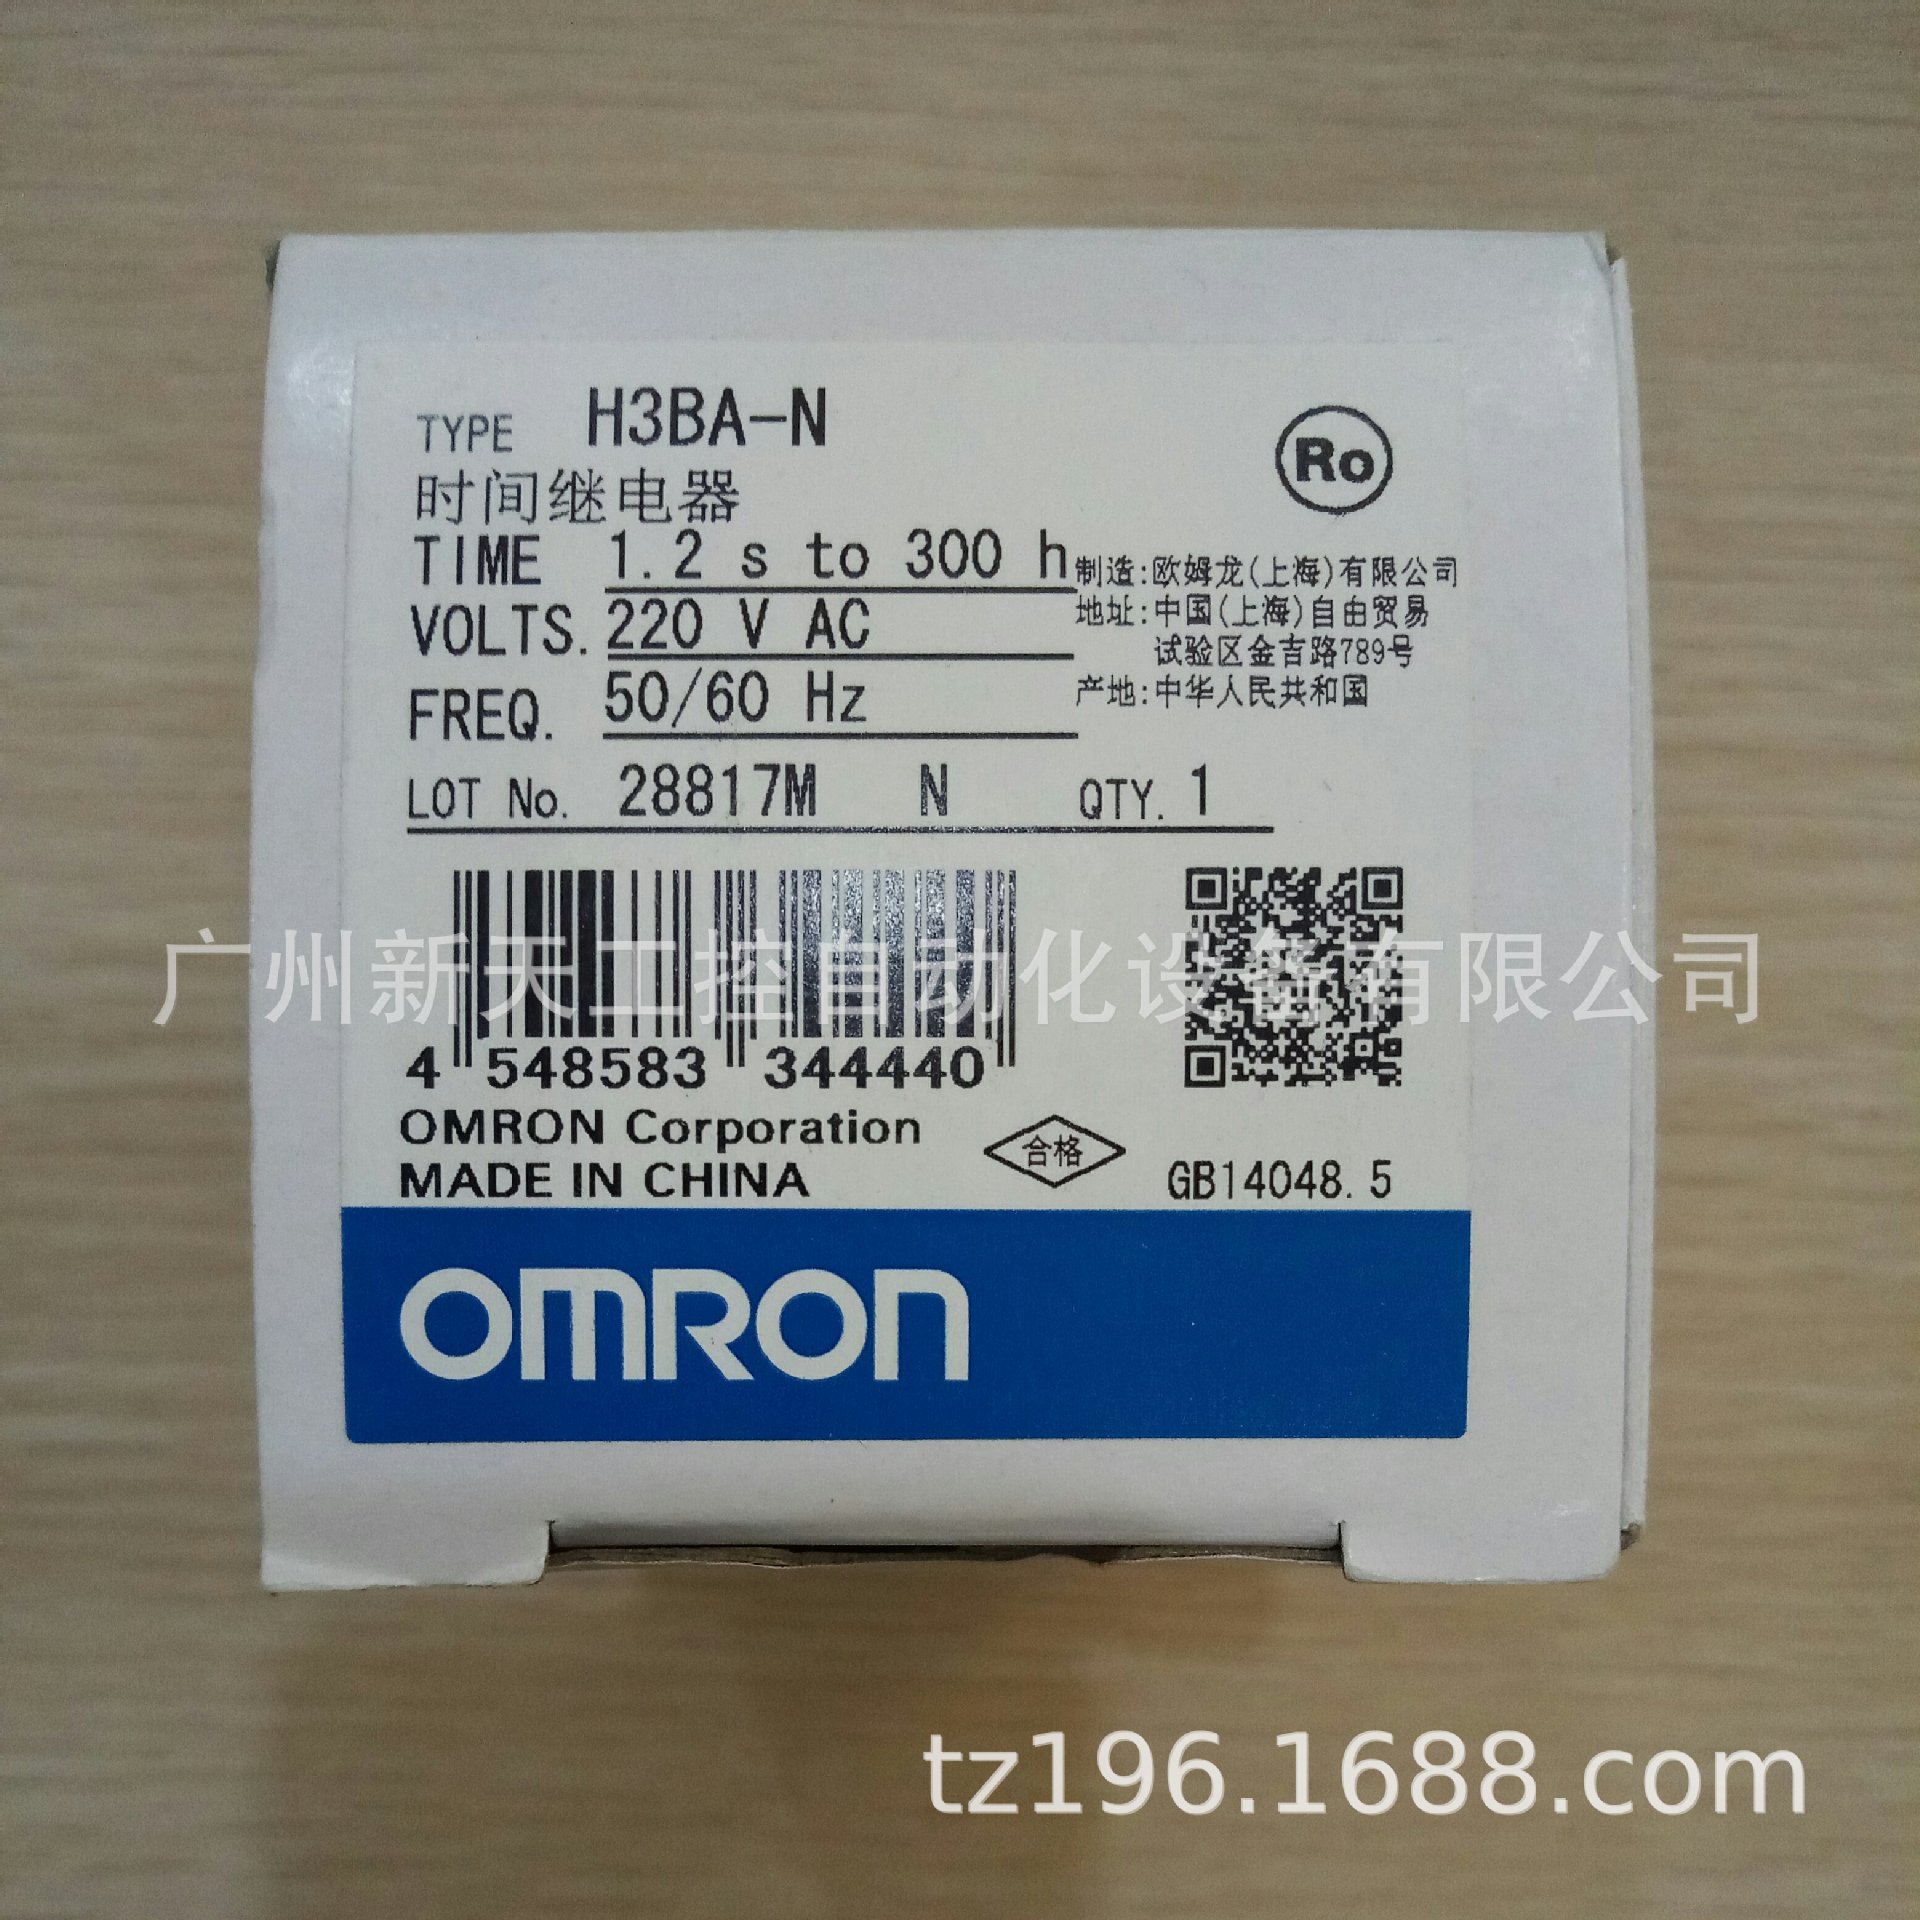 TYPE H3BA-N
Ro
时间继电器
TIME 1.2 s to 300 h
VOLTS. 220 V AC
FREQ. 50/60 Hz
制造:欧姆龙(上海)有限公司
地址:中国(上海)自由贸易
试验区金吉路789号
产地:中华人民共和国
LOT No. 28817M N QTY. 1
广州新天工控自动化设备有限公司
4 548583 344440
OMRON Corporation
MADE IN CHINA
合格
GB14048.5
OMRON
tz196.1688.com